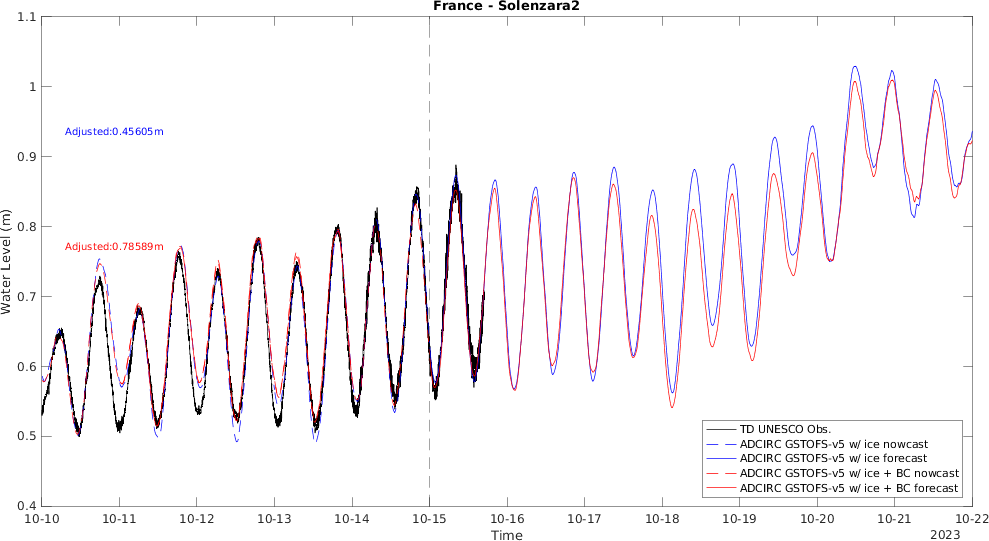 France - Solenzara2
1.1
1
0.9
0.8
0.7
0.6
0.5
0.4
Water Level (m)
Adjusted:0.45605m
Adjusted:0.78589m
TD UNESCO Obs.
ADCIRC GSTOFS-v5 w/ ice nowcast
ADCIRC GSTOFS-v5 w/ ice forecast
ADCIRC GSTOFS-v5 w/ ice + BC nowcast
ADCIRC GSTOFS-v5 w/ ice + BC forecast
10-10 10-11 10-12 10-13 10-14 10-15 10-16 10-17 10-18 10-19 10-20 10-21 10-22
Time
2023